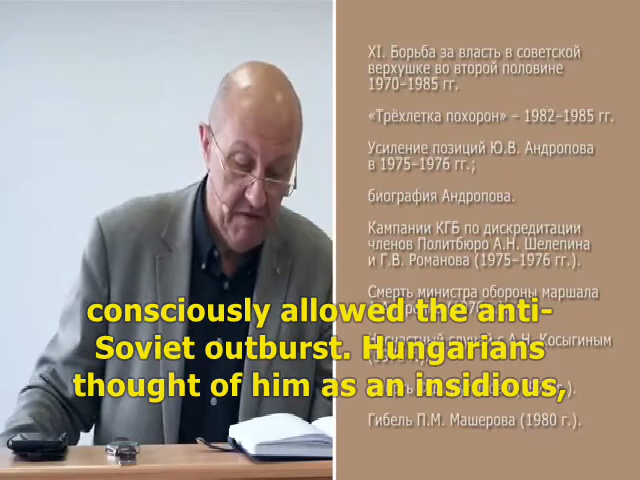 XI. Борьба за власть в советской
верхушке во второй половине
1970–1985 гг.
«Трёхлетка похорон» – 1982–1985 гг.
Усиление позиций Ю.В. Андропова
в 1975–1976 гг.;
биография Андропова.
Кампании КГБ по дискредитации
членов Политбюро А.Н. Шелепина
и Г.В. Романова (1975–1976 гг.).
Смерть министра обороны маршала
consciously allowed the anti-
случай с А.Н. Косыгиным
Soviet outburst. Hungarians
thought of him as an insidious,
Гибель П.М. Машерова (1980 г.).